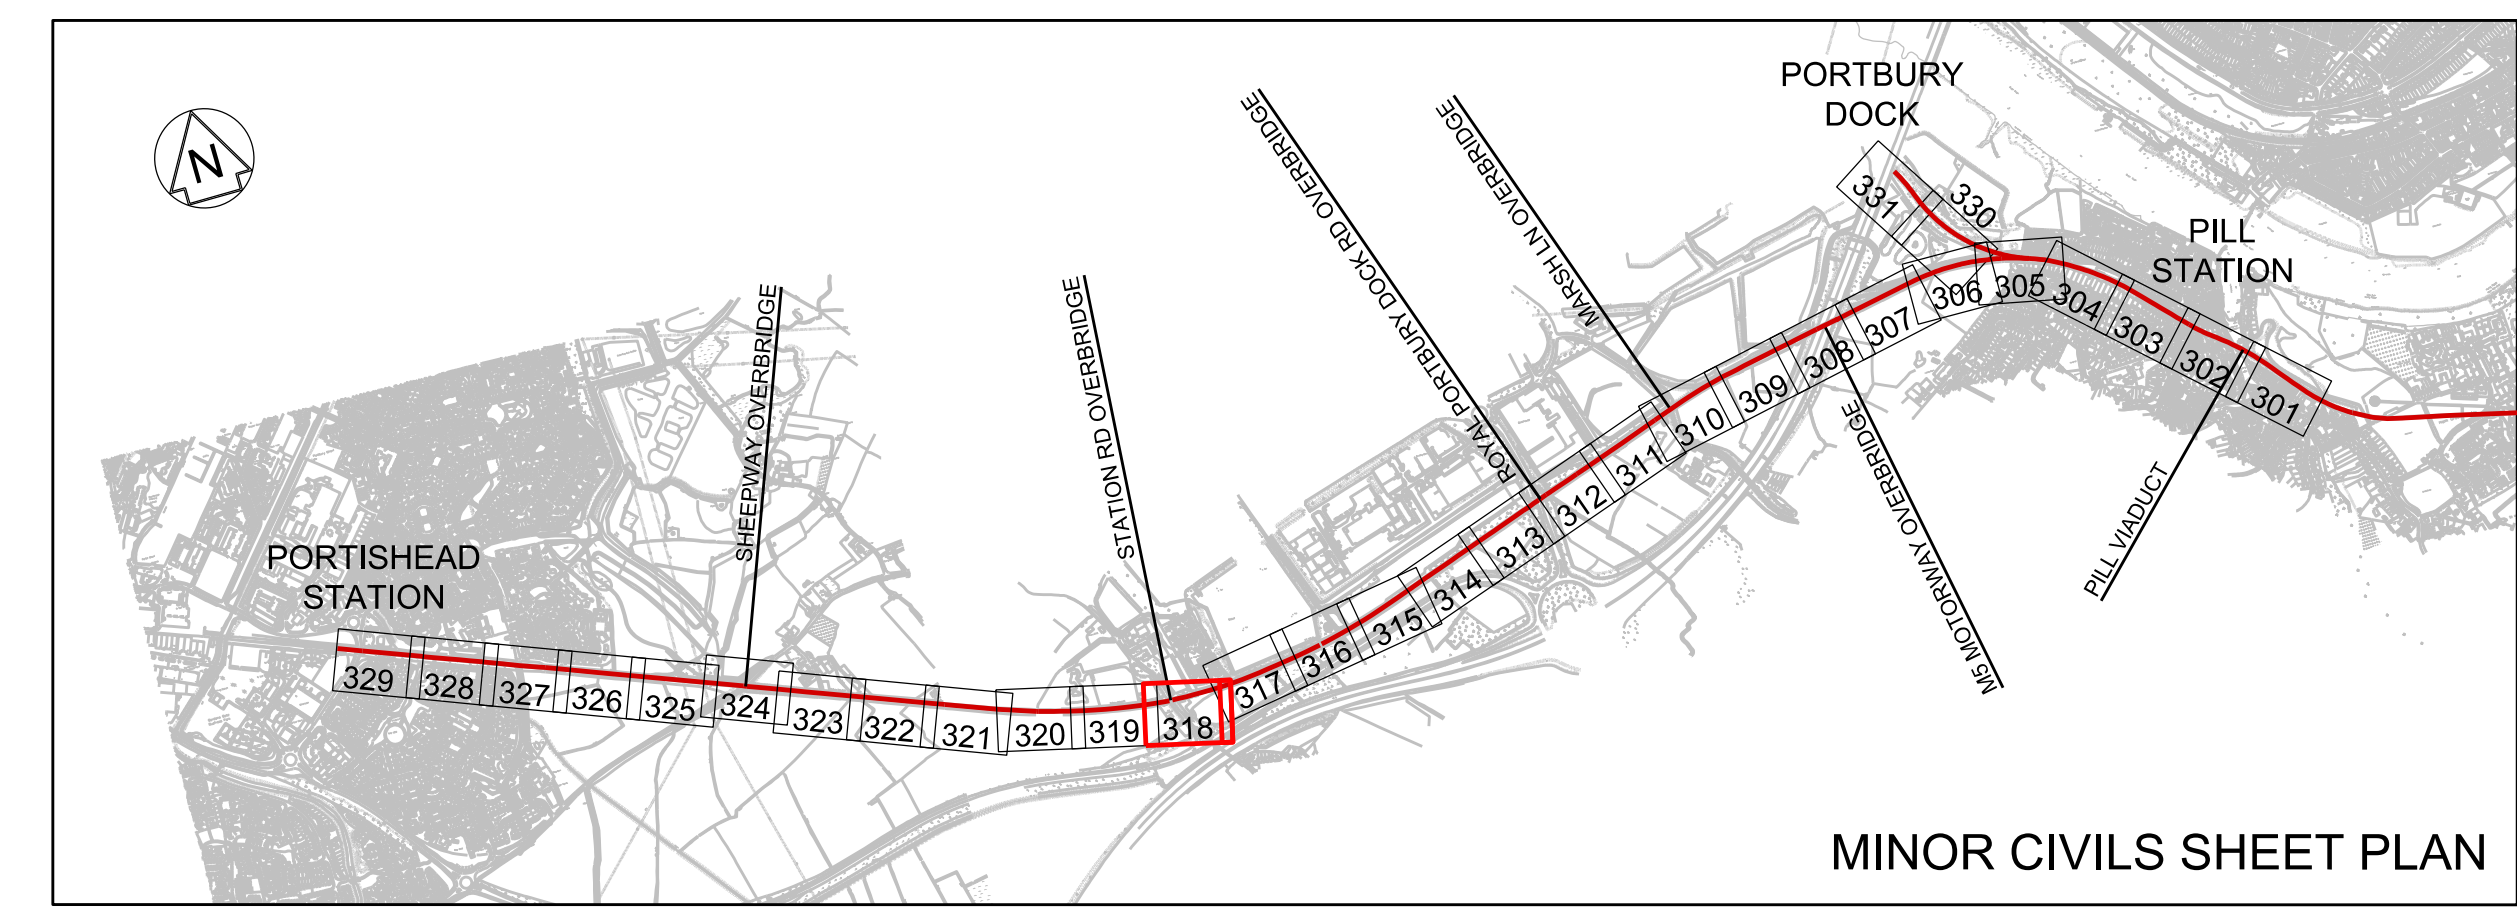 N
PORTBURY
DOCK
PILL
STATION
PORTISHEAD
STATION
SHEEPWAY OVERBRIDGE
STATION RD OVERBRIDGE
ROYAL PORTBURY DOCK RD OVERBRIDGE
MARSH LN OVERBRIDGE
M5 MOTORWAY OVERBRIDGE
PILL VIADUCT
329
328
327
326
325
324
323
322
321
320
319
318
317
316
315
314
313
312
311
310
309
308
307
306
305
304
303
302
301
331
330
MINOR CIVILS SHEET PLAN